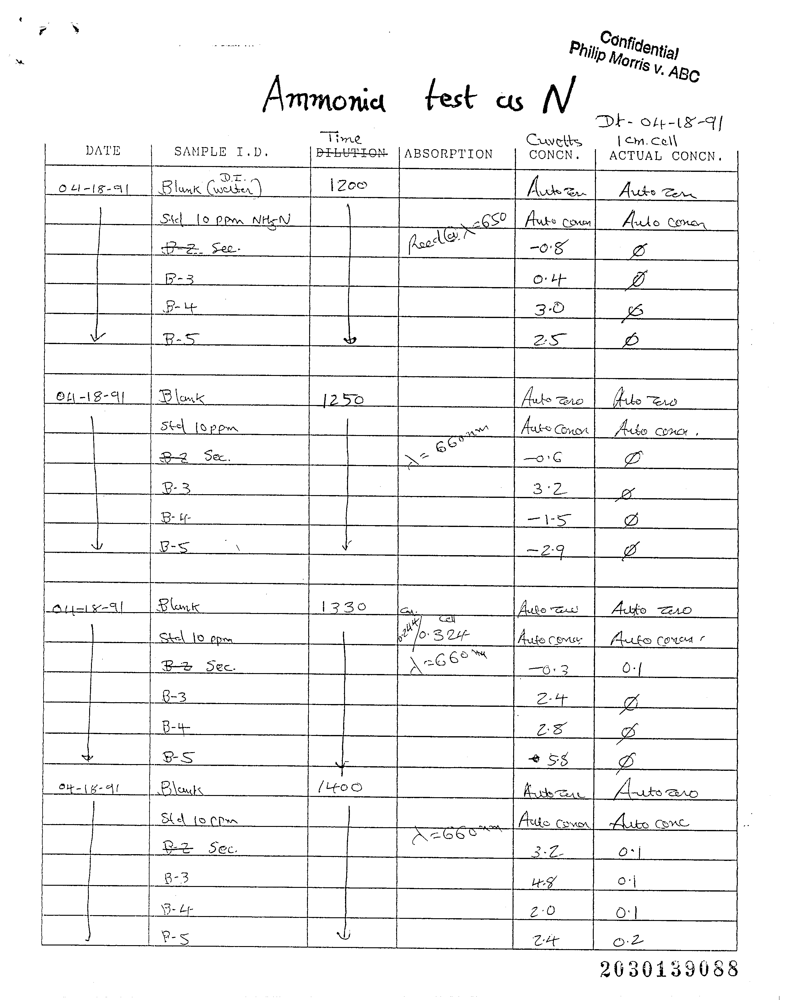 Confidential
Philip Morris v. ABC
Ammonia test as N
Dt- 04-18-91
Time Cuvetts 1 cm. cell
DATE SAMPLE I.D. DILUTION ABSORPTION CONCN. ACTUAL CONCN.
04-18-91 Blank (D.I. water) 1200 Auto zero Auto zero
Std 10 ppm NH3N Read @ λ=650 Auto concn Auto concn
B-2 Sec. -0.8 ∅
B-3 0.4 ∅
B-4 3.0 ∅
B-5 2.5 ∅
04-18-91 Blank 1250 Auto zero Auto zero
Std 10 ppm Auto concn Auto concn.
B-2 Sec. λ= 660 nm -0.6 ∅
B-3 3.2 ∅
B-4 -1.5 ∅
B-5 -2.9 ∅
04-18-91 Blank 1330 Auto zero Auto zero
Std 10 ppm 0.244/ Cell 0.324 Auto concn Auto concn
B-2 Sec. λ=660 nm -0.3 0.1
B-3 2.4 ∅
B-4 2.8 ∅
B-5 5.8 ∅
04-18-91 Blank 1400 Auto zero Auto zero
Std 10 ppm Auto concn Auto conc
B-2 Sec. λ=660 nm 3.2 0.1
B-3 4.8 0.1
B-4 2.0 0.1
B-5 2.4 0.2
2030139088